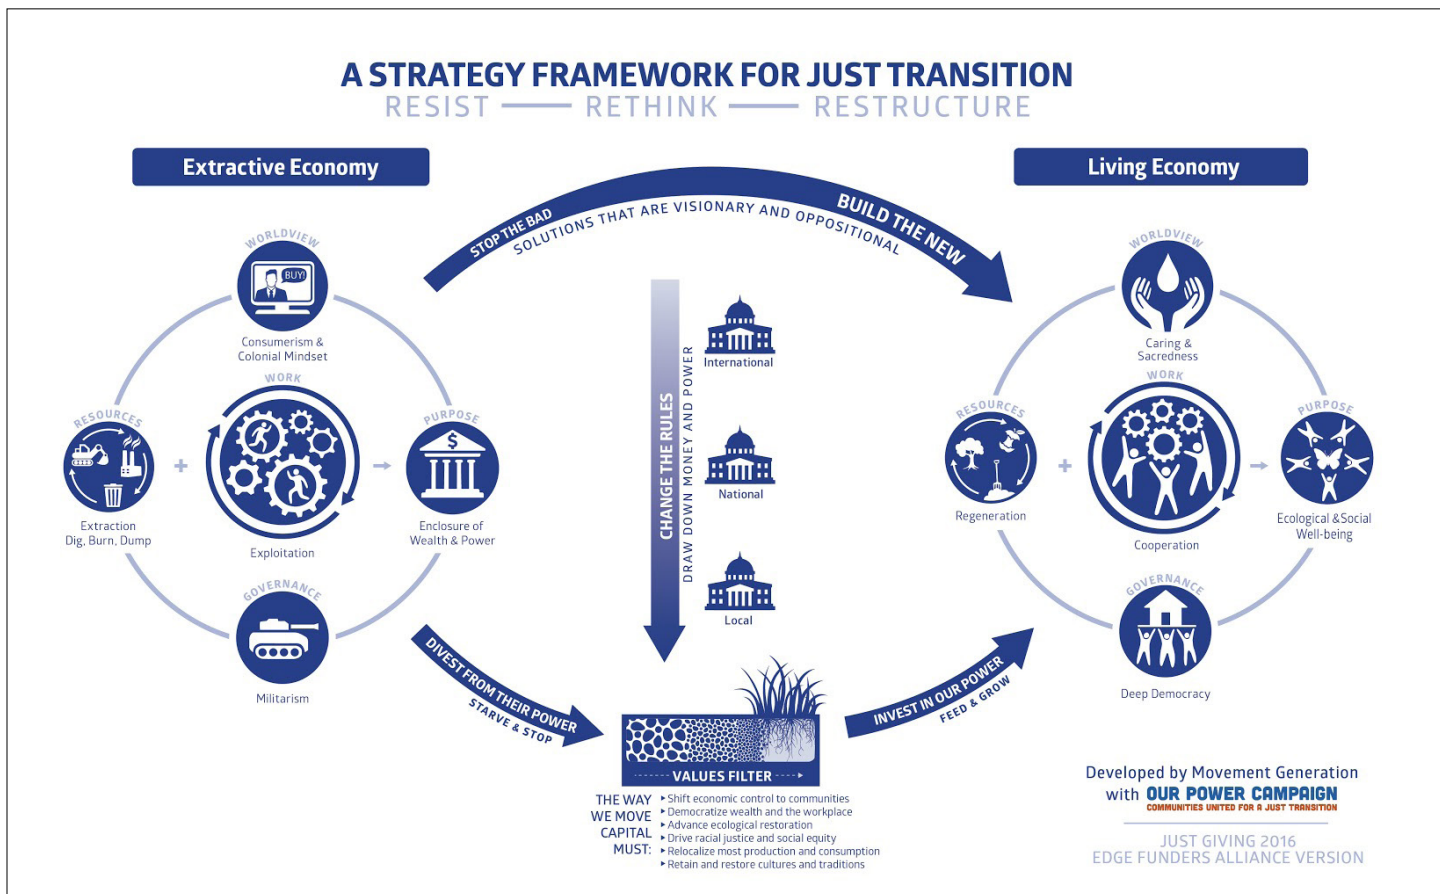 A STRATEGY FRAMEWORK FOR JUST TRANSITION
RESIST — RETHINK — RESTRUCTURE
Extractive Economy
WORLDVIEW
BUY!
Consumerism &
Colonial Mindset
RESOURCES
Extraction
Dig, Burn, Dump
+
WORK
Exploitation
PURPOSE
$
Enclosure of
Wealth & Power
GOVERNANCE
Militarism
STOP THE BAD
BUILD THE NEW
SOLUTIONS THAT ARE VISIONARY AND OPPOSITIONAL
CHANGE THE RULES
DRAW DOWN MONEY AND POWER
International
National
Local
DIVEST FROM THEIR POWER
STARVE & STOP
VALUES FILTER
INVEST IN OUR POWER
FEED & GROW
THE WAY
WE MOVE
CAPITAL
MUST:
Shift economic control to communities
Democratize wealth and the workplace
Advance ecological restoration
Drive racial justice and social equity
Relocalize most production and consumption
Retain and restore cultures and traditions
Living Economy
WORLDVIEW
Caring &
Sacredness
RESOURCES
Regeneration
+
WORK
Cooperation
PURPOSE
Ecological & Social
Well-being
GOVERNANCE
Deep Democracy
Developed by Movement Generation
with OUR POWER CAMPAIGN
COMMUNITIES UNITED FOR A JUST TRANSITION
JUST GIVING 2016
EDGE FUNDERS ALLIANCE VERSION